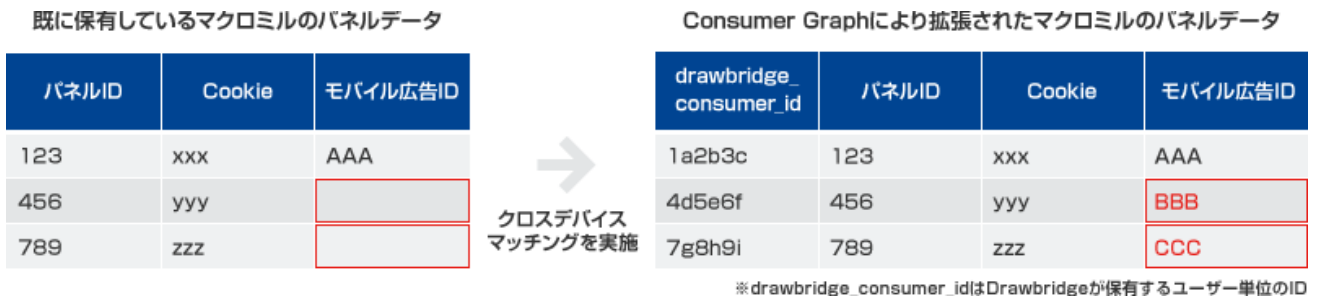 既に保有しているマクロミルのパネルデータ
Consumer Graphにより拡張されたマクロミルのパネルデータ
パネルID Cookie モバイル広告ID
123 xxx AAA
456 yyy
789 zzz
クロスデバイス
マッチングを実施
drawbridge_
consumer_id パネルID Cookie モバイル広告ID
1a2b3c 123 xxx AAA
4d5e6f 456 yyy BBB
7g8h9i 789 zzz CCC
※drawbridge_consumer_idはDrawbridgeが保有するユーザー単位のID